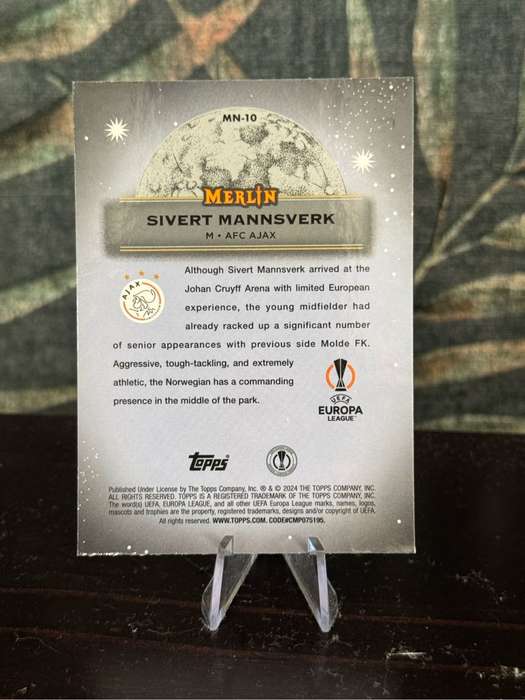 MN-10
MERLIN
SIVERT MANNSVERK
M • AFC AJAX
AJAX
Although Sivert Mannsverk arrived at the
Johan Cruyff Arena with limited European
experience, the young midfielder had
already racked up a significant number
of senior appearances with previous side Molde FK.
Aggressive, tough-tackling, and extremely
athletic, the Norwegian has a commanding
presence in the middle of the park.
UEFA
EUROPA
LEAGUE™
topps®
Published Under License by The Topps Company, Inc. ® & © 2024 THE TOPPS COMPANY, INC.
ALL RIGHTS RESERVED. TOPPS IS A REGISTERED TRADEMARK OF THE TOPPS COMPANY, INC.
The word(s) UEFA, EUROPA LEAGUE, and all other UEFA Europa League marks, names, logos,
mascots and trophies are the property, registered trademarks, designs and/or copyright of UEFA.
All rights reserved. WWW.TOPPS.COM. CODE#CMP075195.